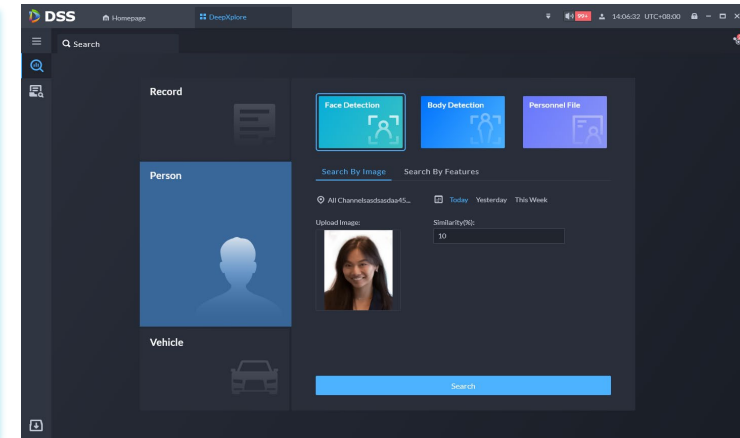 DSS
Homepage
DeepXplore
99+
14:06:32 UTC+08:00
Search
Record
Person
Vehicle
Face Detection
Body Detection
Personnel File
Search By Image
Search By Features
All Channelsasdsasdaa45...
Today
Yesterday
This Week
Upload Image:
Similarity(%):
10
Search